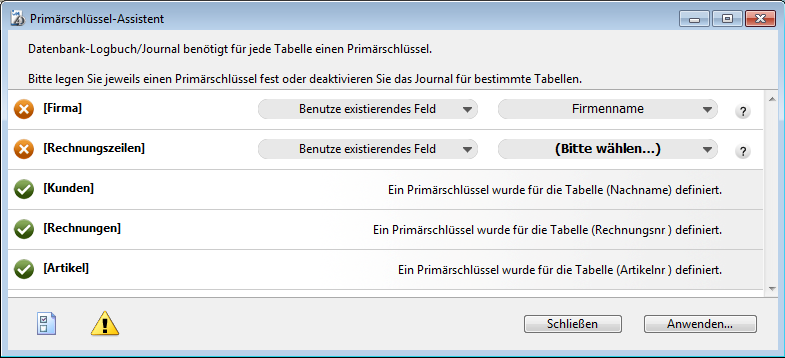 Primärschlüssel-Assistent
Datenbank-Logbuch/Journal benötigt für jede Tabelle einen Primärschlüssel.
Bitte legen Sie jeweils einen Primärschlüssel fest oder deaktivieren Sie das Journal für bestimmte Tabellen.
[Firma] Benutze existierendes Feld Firmenname ?
[Rechnungszeilen] Benutze existierendes Feld (Bitte wählen...) ?
[Kunden] Ein Primärschlüssel wurde für die Tabelle (Nachname) definiert.
[Rechnungen] Ein Primärschlüssel wurde für die Tabelle (Rechnungsnr ) definiert.
[Artikel] Ein Primärschlüssel wurde für die Tabelle (Artikelnr ) definiert.
Schließen Anwenden...